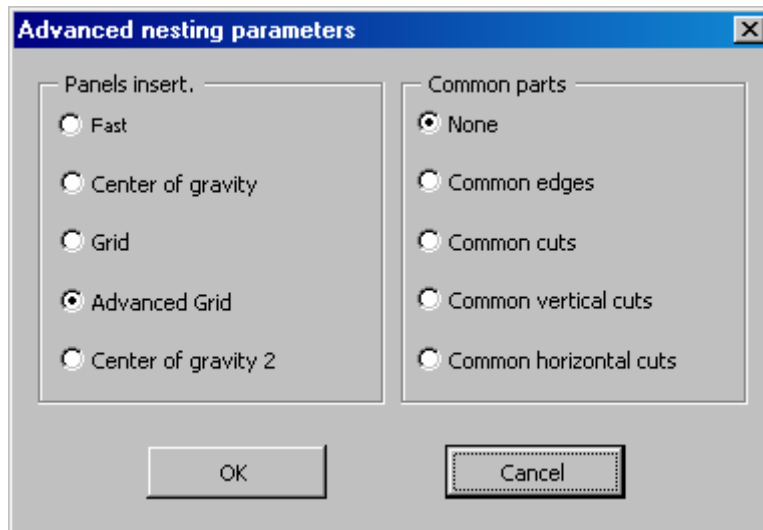 Advanced nesting parameters
Panels insert.
Fast
Center of gravity
Grid
Advanced Grid
Center of gravity 2
Common parts
None
Common edges
Common cuts
Common vertical cuts
Common horizontal cuts
OK
Cancel